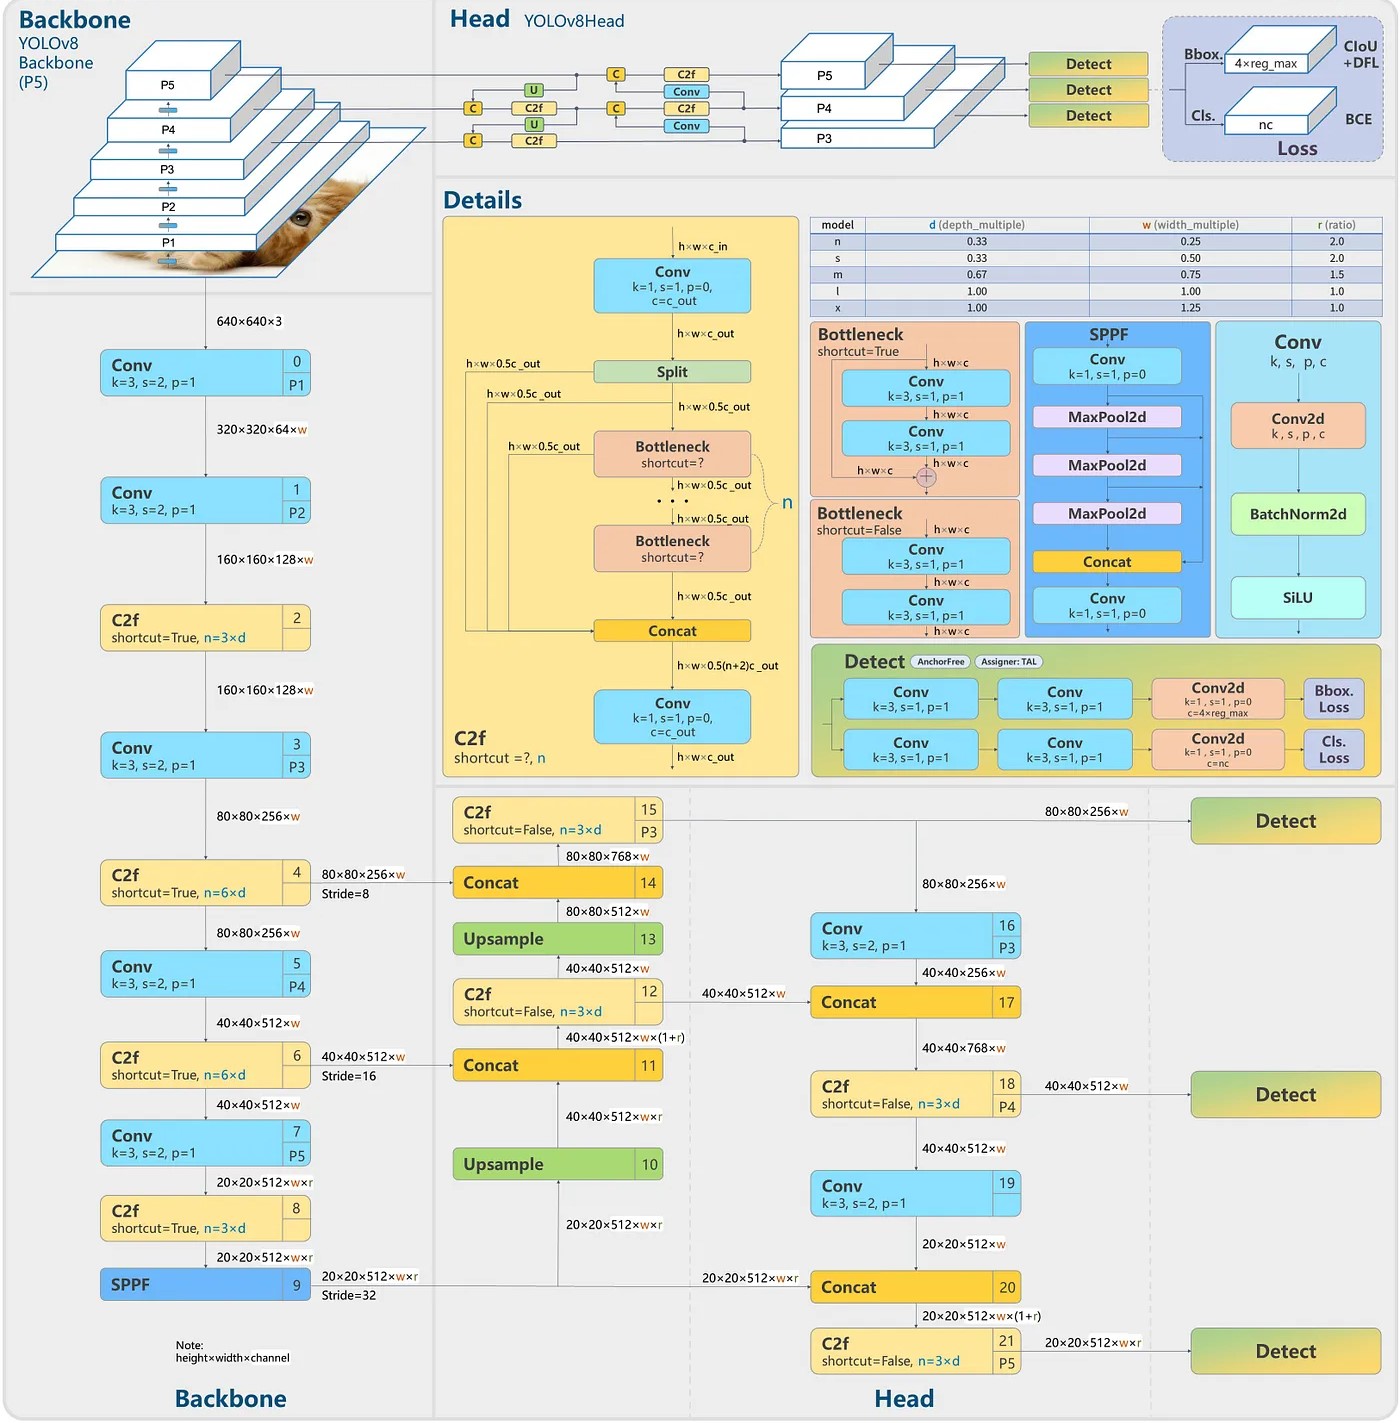 Backbone
YOLOv8
Backbone
(P5)
P5
P4
P3
P2
P1
Head YOLOv8Head
C
C2f
U
Conv
C
C2f
C
C2f
U
Conv
C
C2f
P5
P4
P3
Detect
Detect
Detect
Bbox.
4×reg_max
CIoU
+DFL
Cls.
nc
BCE
Loss
Details
h×w×c_in
Conv
k=1, s=1, p=0,
c=c_out
h×w×c_out
h×w×0.5c_out
Split
h×w×0.5c_out
h×w×0.5c_out
h×w×0.5c_out
Bottleneck
shortcut=?
h×w×0.5c_out
. . .
n
h×w×0.5c_out
Bottleneck
shortcut=?
h×w×0.5c_out
Concat
h×w×0.5(n+2)c_out
Conv
k=1, s=1, p=0,
c=c_out
h×w×c_out
C2f
shortcut =?, n
model d (depth_multiple) w (width_multiple) r (ratio)
n 0.33 0.25 2.0
s 0.33 0.50 2.0
m 0.67 0.75 1.5
l 1.00 1.00 1.0
x 1.00 1.25 1.0
Bottleneck
shortcut=True
h×w×c
Conv
k=3, s=1, p=1
h×w×c
Conv
k=3, s=1, p=1
h×w×c
h×w×c
+
Bottleneck
shortcut=False
h×w×c
Conv
k=3, s=1, p=1
h×w×c
Conv
k=3, s=1, p=1
h×w×c
SPPF
Conv
k=1, s=1, p=0
MaxPool2d
MaxPool2d
MaxPool2d
Concat
Conv
k=1, s=1, p=0
Conv
k, s, p, c
Conv2d
k , s , p , c
BatchNorm2d
SiLU
Detect AnchorFree Assigner: TAL
Conv
k=3, s=1, p=1
Conv
k=3, s=1, p=1
Conv2d
k=1 , s=1 , p=0
c=4×reg_max
Bbox.
Loss
Conv
k=3, s=1, p=1
Conv
k=3, s=1, p=1
Conv2d
k=1 , s=1 , p=0
c=nc
Cls.
Loss
640×640×3
Conv
k=3, s=2, p=1
0
P1
320×320×64×w
Conv
k=3, s=2, p=1
1
P2
160×160×128×w
C2f
shortcut=True, n=3×d
2
160×160×128×w
Conv
k=3, s=2, p=1
3
P3
80×80×256×w
C2f
shortcut=True, n=6×d
4
80×80×256×w
Stride=8
80×80×256×w
Conv
k=3, s=2, p=1
5
P4
40×40×512×w
C2f
shortcut=True, n=6×d
6
40×40×512×w
Stride=16
40×40×512×w
Conv
k=3, s=2, p=1
7
P5
20×20×512×w×r
C2f
shortcut=True, n=3×d
8
20×20×512×w×r
SPPF 9
20×20×512×w×r
Stride=32
Note:
height×width×channel
Backbone
C2f
shortcut=False, n=3×d
15
P3
80×80×768×w
Concat 14
80×80×512×w
Upsample 13
40×40×512×w
C2f
shortcut=False, n=3×d
12
40×40×512×w×(1+r)
Concat 11
40×40×512×w×r
Upsample 10
20×20×512×w×r
80×80×256×w
Detect
80×80×256×w
Conv
k=3, s=2, p=1
16
P3
40×40×256×w
40×40×512×w
Concat 17
40×40×768×w
C2f
shortcut=False, n=3×d
18
P4
40×40×512×w
Detect
40×40×512×w
Conv
k=3, s=2, p=1
19
20×20×512×w
20×20×512×w×r
Concat 20
20×20×512×w×(1+r)
C2f
shortcut=False, n=3×d
21
P5
20×20×512×w×r
Detect
Head